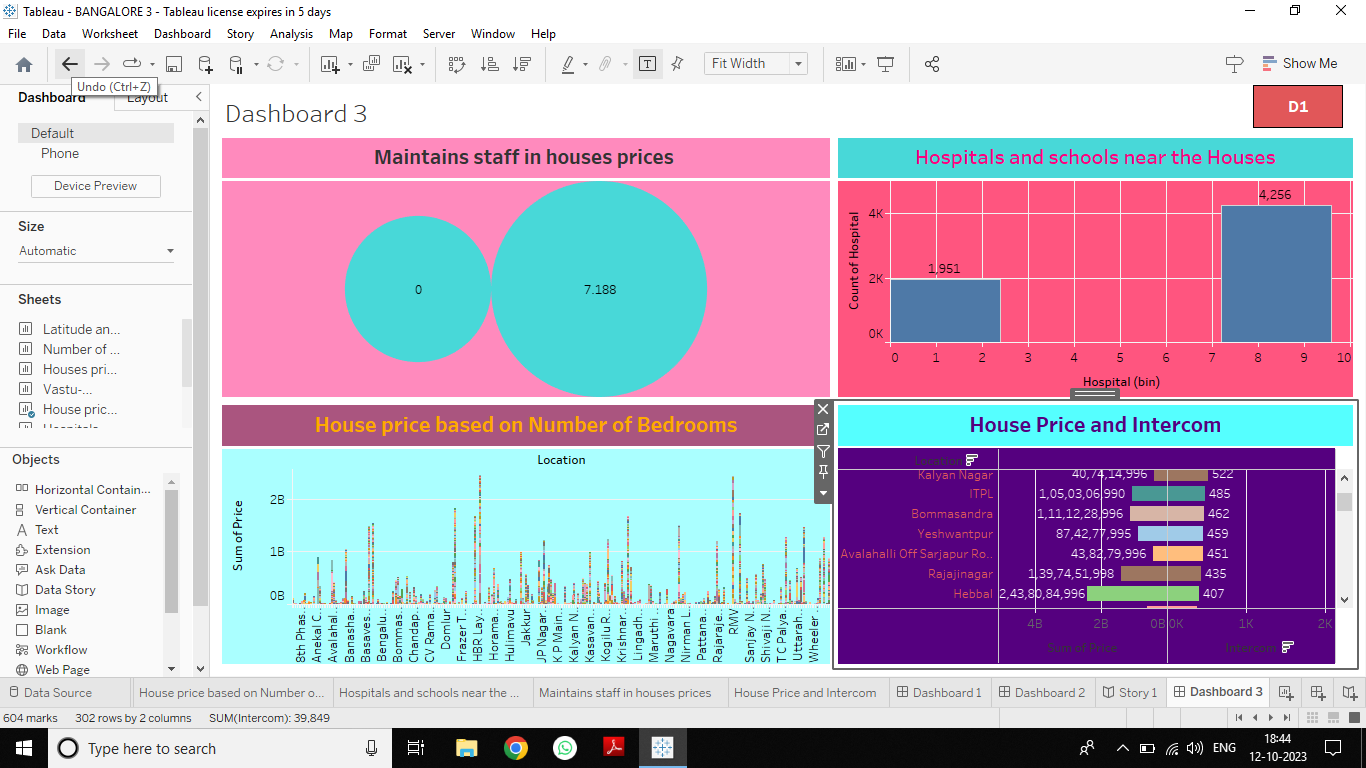 Tableau - BANGALORE 3 - Tableau license expires in 5 days
File Data Worksheet Dashboard Story Analysis Map Format Server Window Help
Fit Width
Show Me
Undo (Ctrl+Z)
Dashboard Layout
Default
Phone
Device Preview
Size
Automatic
Sheets
Latitude an...
Number of ...
Houses pri...
Vastu-...
House pric...
Hospitals
Objects
Horizontal Contain...
Vertical Container
Text
Extension
Ask Data
Data Story
Image
Blank
Workflow
Web Page
Dashboard 3
D1
Maintains staff in houses prices
0
7.188
Hospitals and schools near the Houses
Count of Hospital
4K
2K
0K
1,951
4,256
0 1 2 3 4 5 6 7 8 9 10
Hospital (bin)
House price based on Number of Bedrooms
Location
Sum of Price
2B
1B
0B
8th Phas..
Anekal C..
Avalahal..
Banasha..
Basaves..
Bengalu..
Bommas..
Chandap..
CV Rama..
Domlur
Frazer T..
HBR Lay..
Horama..
Hulimavu
Jakkur
JP Nagar..
K P Main..
Kalyan N..
Kasavan..
Kogilu R..
Krishnar..
Lingadh..
Maruthi ..
Nagavara
Nirman L..
Pattana..
Rajaraje..
RMV
Sanjay N..
Shivaji N..
T C Palya..
Uttarah..
Wheeler ..
House Price and Intercom
Location
Kalyan Nagar 40,74,14,996 522
ITPL 1,05,03,06,990 485
Bommasandra 1,11,12,28,996 462
Yeshwantpur 87,42,77,995 459
Avalahalli Off Sarjapur Ro.. 43,82,79,996 451
Rajajinagar 1,39,74,51,998 435
Hebbal 2,43,80,84,996 407
4B 2B 0B 0K 1K 2K
Sum of Price Intercom
Data Source House price based on Number o... Hospitals and schools near the ... Maintains staff in houses prices House Price and Intercom Dashboard 1 Dashboard 2 Story 1 Dashboard 3
604 marks 302 rows by 2 columns SUM(Intercom): 39,849
Type here to search
ENG
18:44
12-10-2023